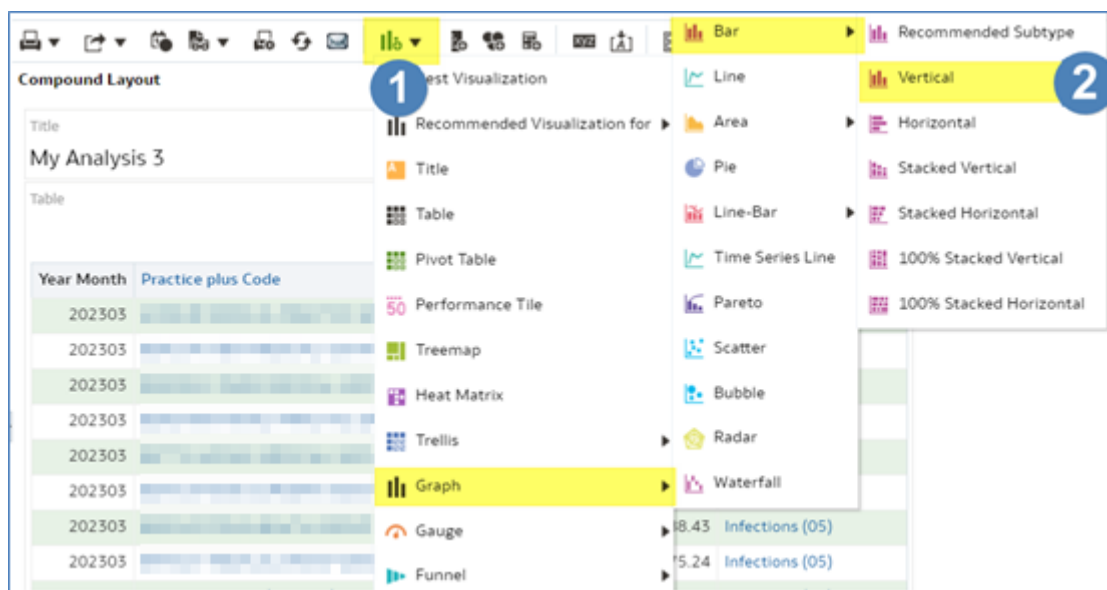 Compound Layout
Title
My Analysis 3
Table
Year Month Practice plus Code
202303
202303
202303
202303
202303
202303
202303 Infections (05)
202303 Infections (05)
1
Visualization
Recommended Visualization for
Title
Table
Pivot Table
50 Performance Tile
Treemap
Heat Matrix
Trellis
Graph
Gauge
Funnel
Bar
Line
Area
Pie
Line-Bar
Time Series Line
Pareto
Scatter
Bubble
Radar
Waterfall
Recommended Subtype
Vertical
2
Horizontal
Stacked Vertical
Stacked Horizontal
100% Stacked Vertical
100% Stacked Horizontal